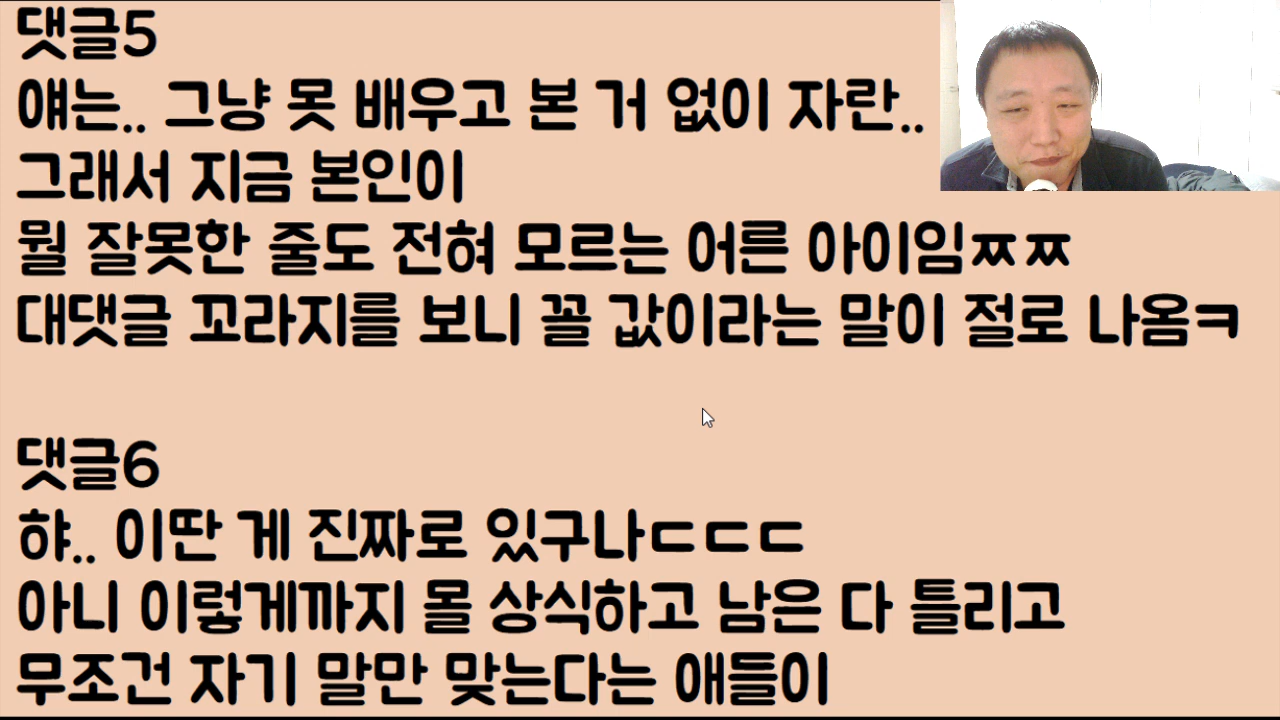 댓글5
얘는.. 그냥 못 배우고 본 거 없이 자란..
그래서 지금 본인이
뭘 잘못한 줄도 전혀 모르는 어른 아이임ㅉㅉ
대댓글 꼬라지를 보니 꼴 값이라는 말이 절로 나옴ㅋ
댓글6
햐.. 이딴 게 진짜로 있구나ㄷㄷㄷ
아니 이렇게까지 몰 상식하고 남은 다 틀리고
무조건 자기 말만 맞는다는 애들이